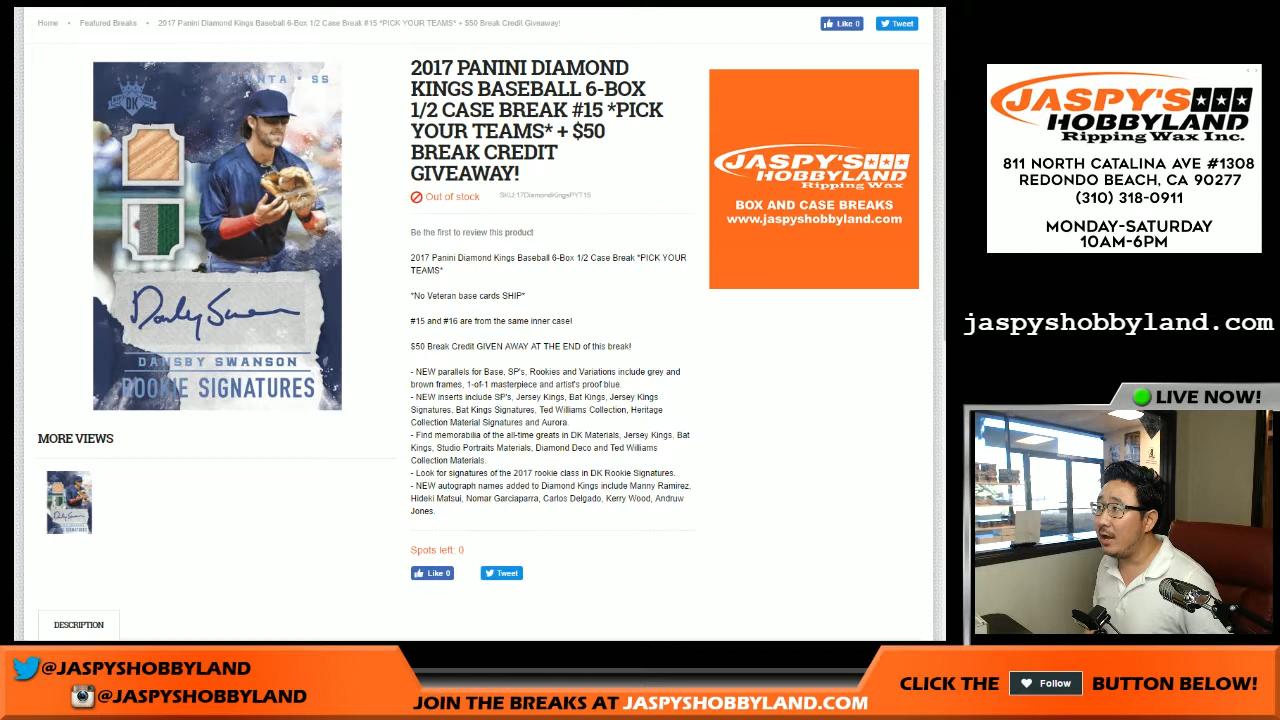 Home • Featured Breaks • 2017 Panini Diamond Kings Baseball 6-Box 1/2 Case Break #15 *PICK YOUR TEAMS* + $50 Break Credit Giveaway!
Like 0
Tweet
ATLANTA • SS
DK
Dansby Swanson
DANSBY SWANSON
ROOKIE SIGNATURES
MORE VIEWS
2017 PANINI DIAMOND
KINGS BASEBALL 6-BOX
1/2 CASE BREAK #15 *PICK
YOUR TEAMS* + $50
BREAK CREDIT
GIVEAWAY!
Out of stock
SKU:17DiamondKingsPYT15
Be the first to review this product
2017 Panini Diamond Kings Baseball 6-Box 1/2 Case Break *PICK YOUR
TEAMS*
*No Veteran base cards SHIP*
#15 and #16 are from the same inner case!
$50 Break Credit GIVEN AWAY AT THE END of this break!
- NEW parallels for Base, SP's, Rookies and Variations include grey and
brown frames, 1-of-1 masterpiece and artist's proof blue.
- NEW inserts include SP's, Jersey Kings, Bat Kings, Jersey Kings
Signatures, Bat Kings Signatures, Ted Williams Collection, Heritage
Collection Material Signatures and Aurora.
- Find memorabilia of the all-time greats in DK Materials, Jersey Kings, Bat
Kings, Studio Portraits Materials, Diamond Deco and Ted Williams
Collection Materials.
- Look for signatures of the 2017 rookie class in DK Rookie Signatures.
- NEW autograph names added to Diamond Kings include Manny Ramirez,
Hideki Matsui, Nomar Garciaparra, Carlos Delgado, Kerry Wood, Andruw
Jones.
Spots left: 0
Like 0
Tweet
DESCRIPTION
JASPY'S
HOBBYLAND
Ripping Wax
BOX AND CASE BREAKS
www.jaspyshobbyland.com
JASPY'S
HOBBYLAND
Ripping Wax Inc.
811 NORTH CATALINA AVE #1308
REDONDO BEACH, CA 90277
(310) 318-0911
MONDAY-SATURDAY
10AM-6PM
jaspyshobbyland.com
LIVE NOW!
@JASPYSHOBBYLAND
@JASPYSHOBBYLAND
JOIN THE BREAKS AT JASPYSHOBBYLAND.COM
CLICK THE Follow BUTTON BELOW!